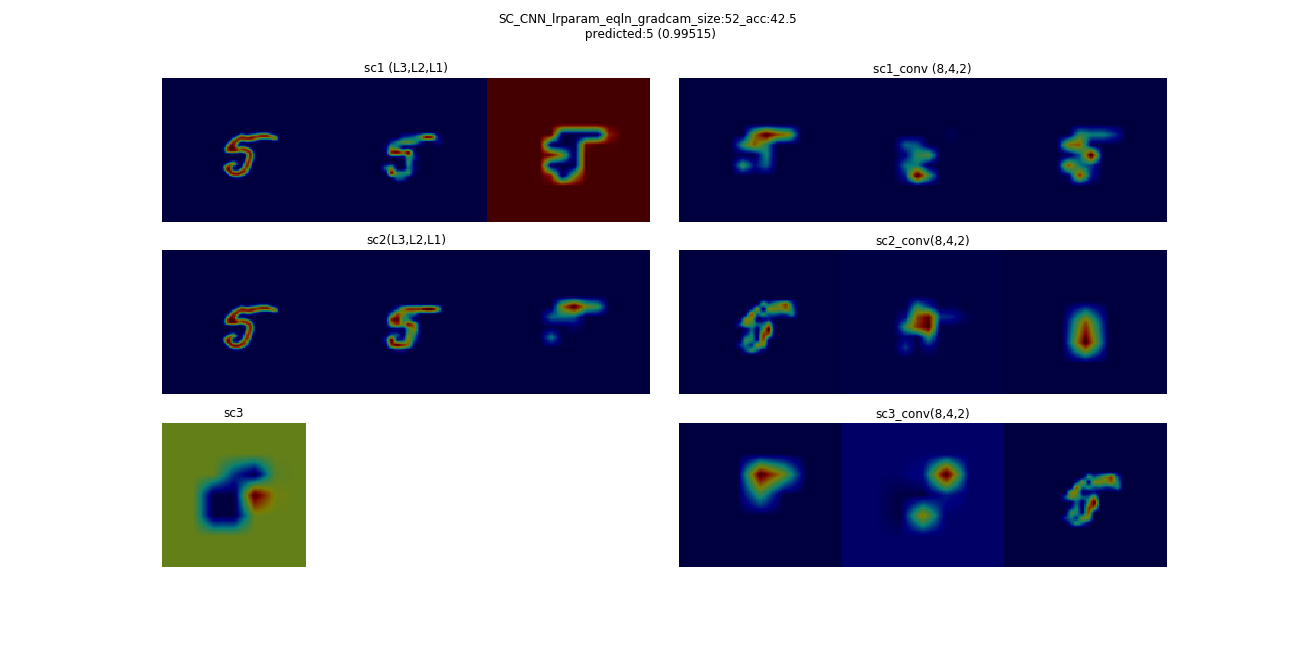 SC_CNN_lrparam_eqln_gradcam_size:52_acc:42.5
predicted:5 (0.99515)
sc1 (L3,L2,L1)
sc1_conv (8,4,2)
sc2(L3,L2,L1)
sc2_conv(8,4,2)
sc3
sc3_conv(8,4,2)